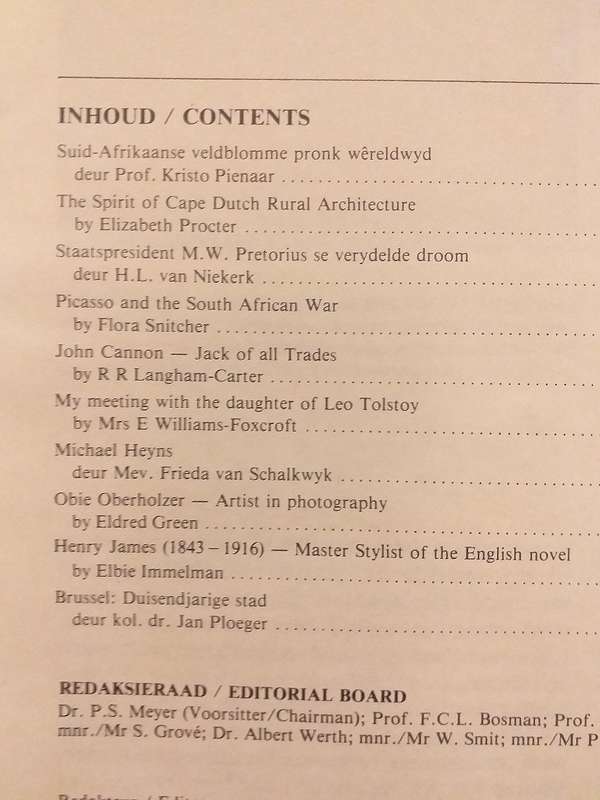 INHOUD / CONTENTS
Suid-Afrikaanse veldblomme pronk wêreldwyd
deur Prof. Kristo Pienaar ..............................
The Spirit of Cape Dutch Rural Architecture
by Elizabeth Procter ..............................
Staatspresident M.W. Pretorius se verydelde droom
deur H.L. van Niekerk ..............................
Picasso and the South African War
by Flora Snitcher ..............................
John Cannon — Jack of all Trades
by R R Langham-Carter ..............................
My meeting with the daughter of Leo Tolstoy
by Mrs E Williams-Foxcroft ..............................
Michael Heyns
deur Mev. Frieda van Schalkwyk ..............................
Obie Oberholzer — Artist in photography
by Eldred Green ..............................
Henry James (1843 – 1916) — Master Stylist of the English novel
by Elbie Immelman ..............................
Brussel: Duisendjarige stad
deur kol. dr. Jan Ploeger ..............................
REDAKSIERAAD / EDITORIAL BOARD
Dr. P.S. Meyer (Voorsitter/Chairman); Prof. F.C.L. Bosman; Prof.
mnr./Mr S. Grové; Dr. Albert Werth; mnr./Mr W. Smit; mnr./Mr P